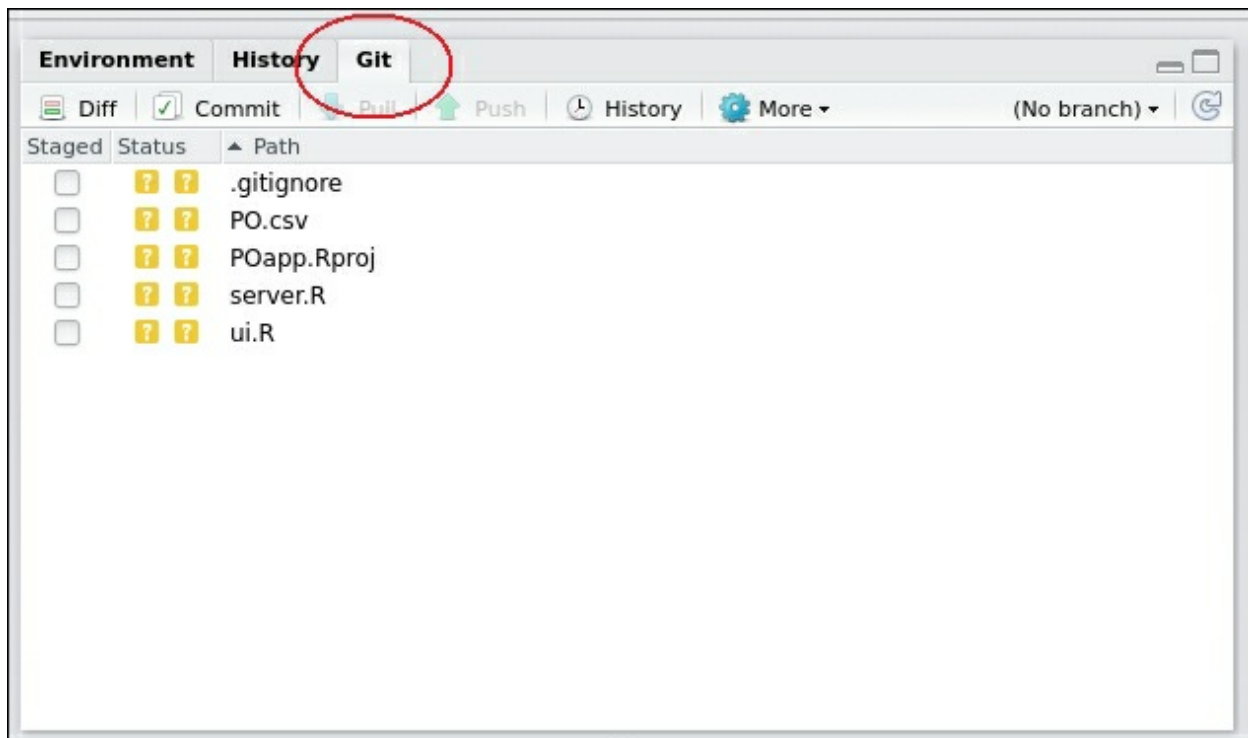 Environment History Git
Diff Commit Pull Push History More (No branch)
Staged Status Path
? ? .gitignore
? ? PO.csv
? ? POapp.Rproj
? ? server.R
? ? ui.R